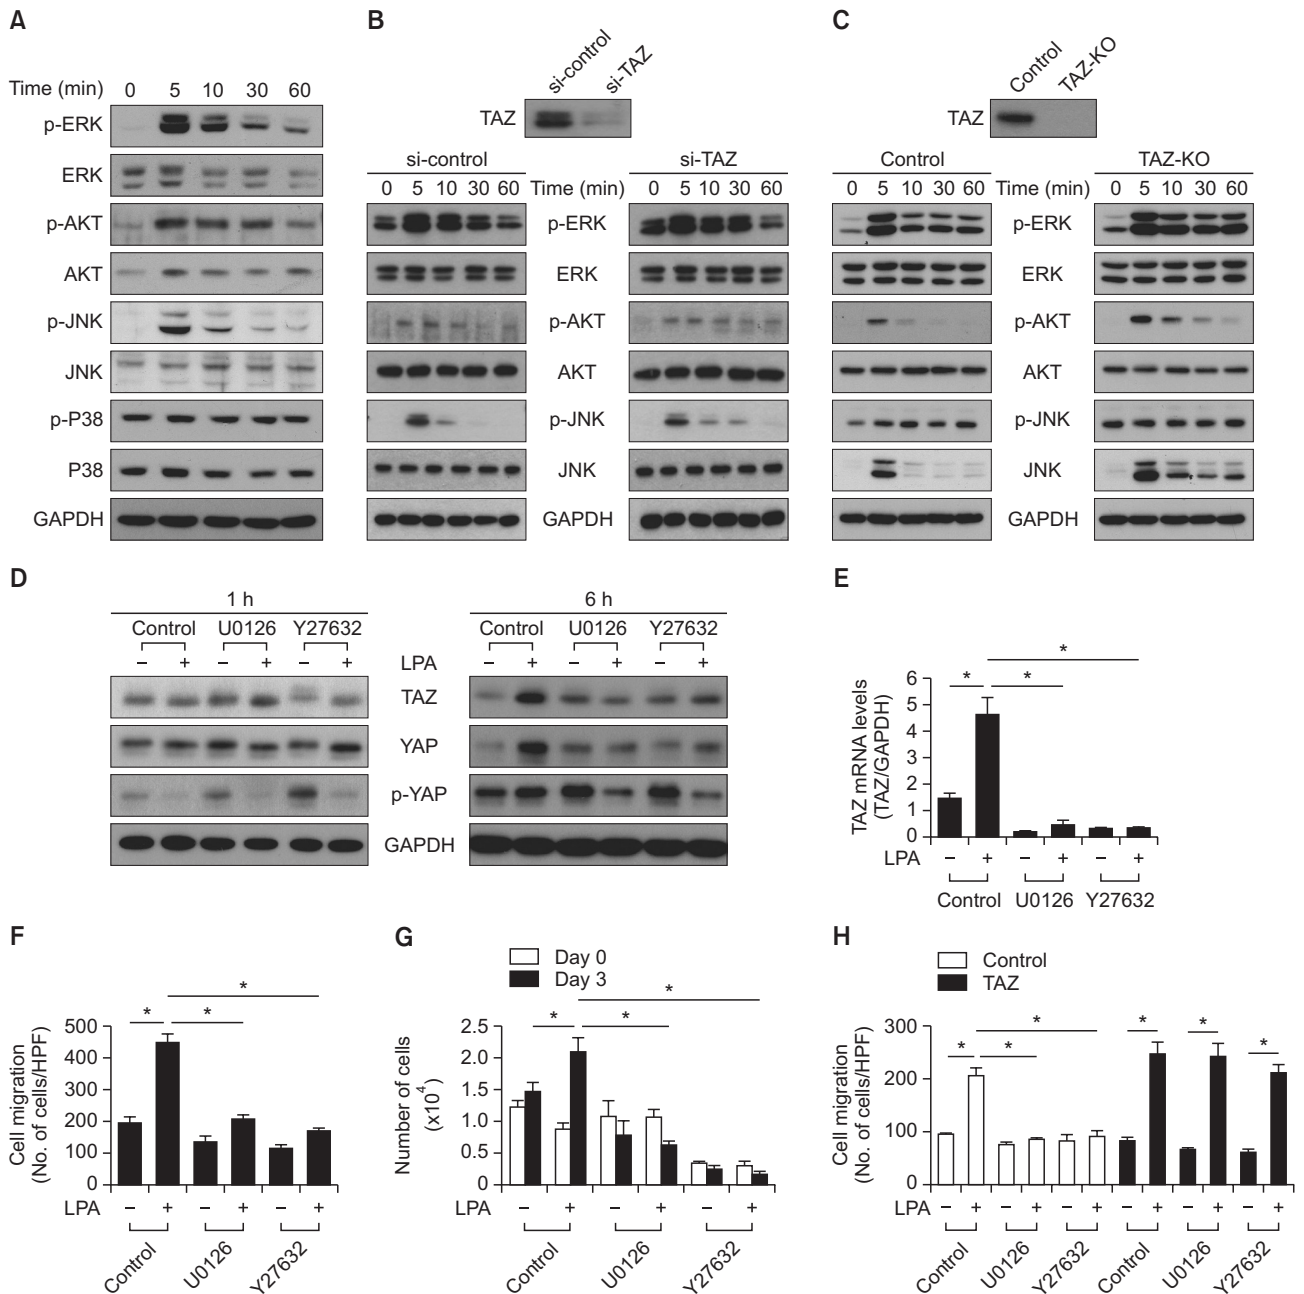 A
Time (min) 0 5 10 30 60
p-ERK
ERK
p-AKT
AKT
p-JNK
JNK
p-P38
P38
GAPDH
B
si-control si-TAZ
TAZ
si-control si-TAZ
0 5 10 30 60 Time (min) 0 5 10 30 60
p-ERK
ERK
p-AKT
AKT
p-JNK
JNK
GAPDH
C
Control TAZ-KO
TAZ
Control TAZ-KO
0 5 10 30 60 Time (min) 0 5 10 30 60
p-ERK
ERK
p-AKT
AKT
p-JNK
JNK
GAPDH
D
1 h 6 h
Control U0126 Y27632 Control U0126 Y27632
− + − + − + LPA − + − + − +
TAZ
YAP
p-YAP
GAPDH
E
TAZ mRNA levels
(TAZ/GAPDH)
* * *
6
5
4
3
2
1
0
LPA − + − + − +
Control U0126 Y27632
F
Cell migration
(No. of cells/HPF)
* * *
500
400
300
200
100
0
LPA − + − + − +
Control U0126 Y27632
G
Day 0
Day 3
Number of cells
(x10⁴)
* * *
2.5
2.0
1.5
1.0
0.5
0
LPA − + − + − +
Control U0126 Y27632
H
Control
TAZ
Cell migration
(No. of cells/HPF)
* * * * * *
300
200
100
0
LPA − + − + − + − + − + − +
Control U0126 Y27632 Control U0126 Y27632